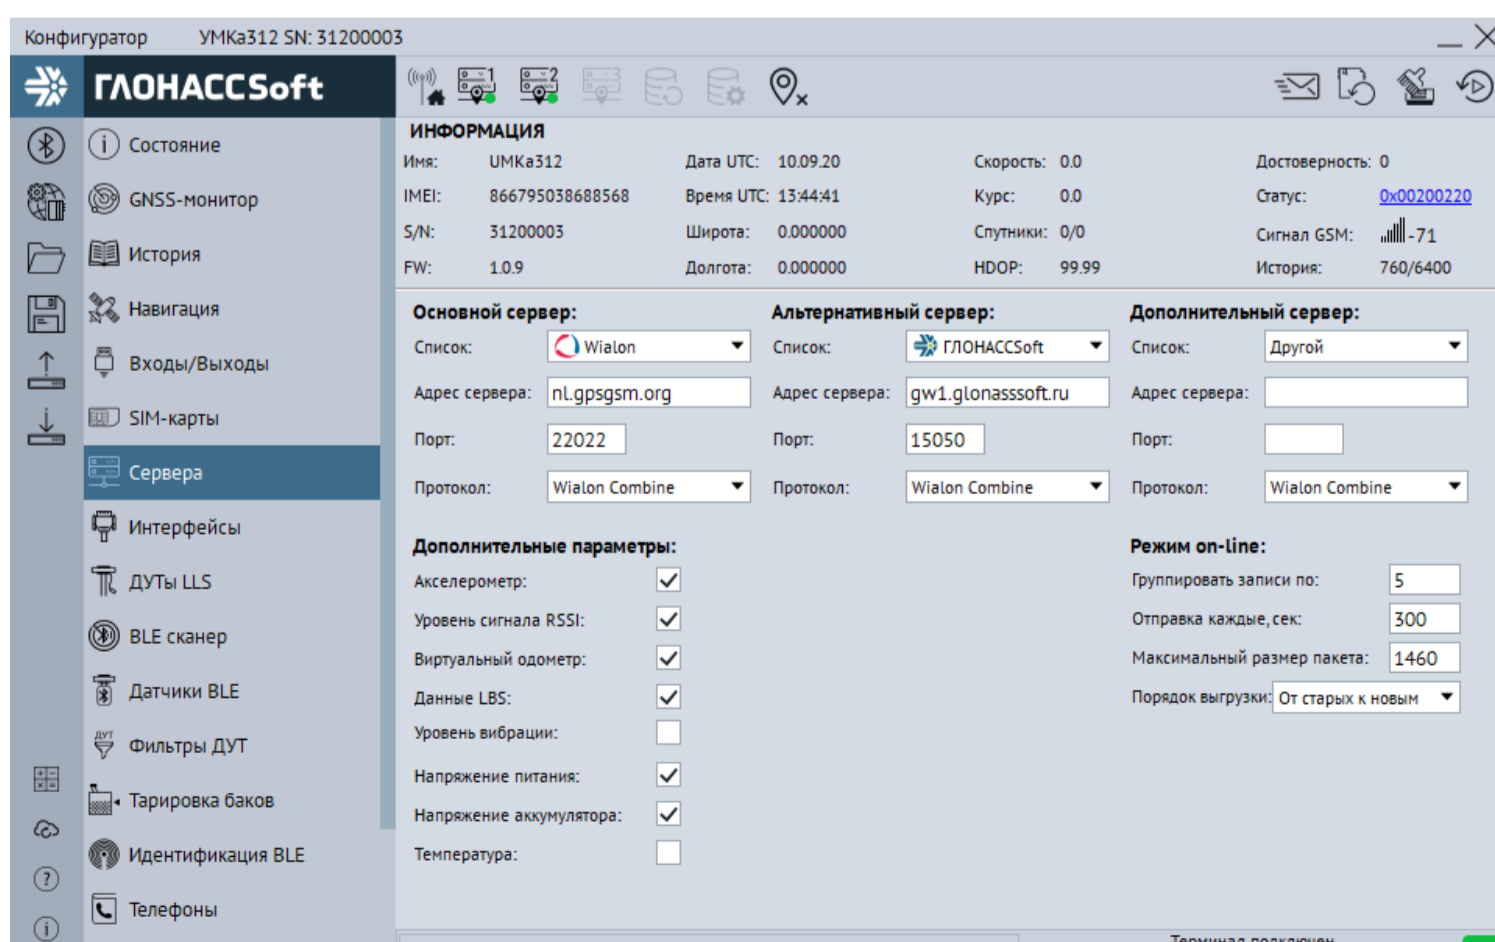 Конфигуратор УМКа312 SN: 31200003
ГЛОНАССSoft
1 2 3
ИНФОРМАЦИЯ
Имя: UMKa312 Дата UTC: 10.09.20 Скорость: 0.0 Достоверность: 0
IMEI: 866795038688568 Время UTC: 13:44:41 Курс: 0.0 Статус: 0x00200220
S/N: 31200003 Широта: 0.000000 Спутники: 0/0 Сигнал GSM: -71
FW: 1.0.9 Долгота: 0.000000 HDOP: 99.99 История: 760/6400
Состояние
GNSS-монитор
История
Навигация
Входы/Выходы
SIM-карты
Сервера
Интерфейсы
ДУТы LLS
BLE сканер
Датчики BLE
ДУТ
Фильтры ДУТ
Тарировка баков
Идентификация BLE
Телефоны
Основной сервер: Альтернативный сервер: Дополнительный сервер:
Список: Wialon Список: ГЛОНАССSoft Список: Другой
Адрес сервера: nl.gpsgsm.org Адрес сервера: gw1.glonasssoft.ru Адрес сервера:
Порт: 22022 Порт: 15050 Порт:
Протокол: Wialon Combine Протокол: Wialon Combine Протокол: Wialon Combine
Дополнительные параметры: Режим on-line:
Акселерометр: Группировать записи по: 5
Уровень сигнала RSSI: Отправка каждые, сек: 300
Виртуальный одометр: Максимальный размер пакета: 1460
Данные LBS: Порядок выгрузки: От старых к новым
Уровень вибрации:
Напряжение питания:
Напряжение аккумулятора:
Температура:
Терминал подключен